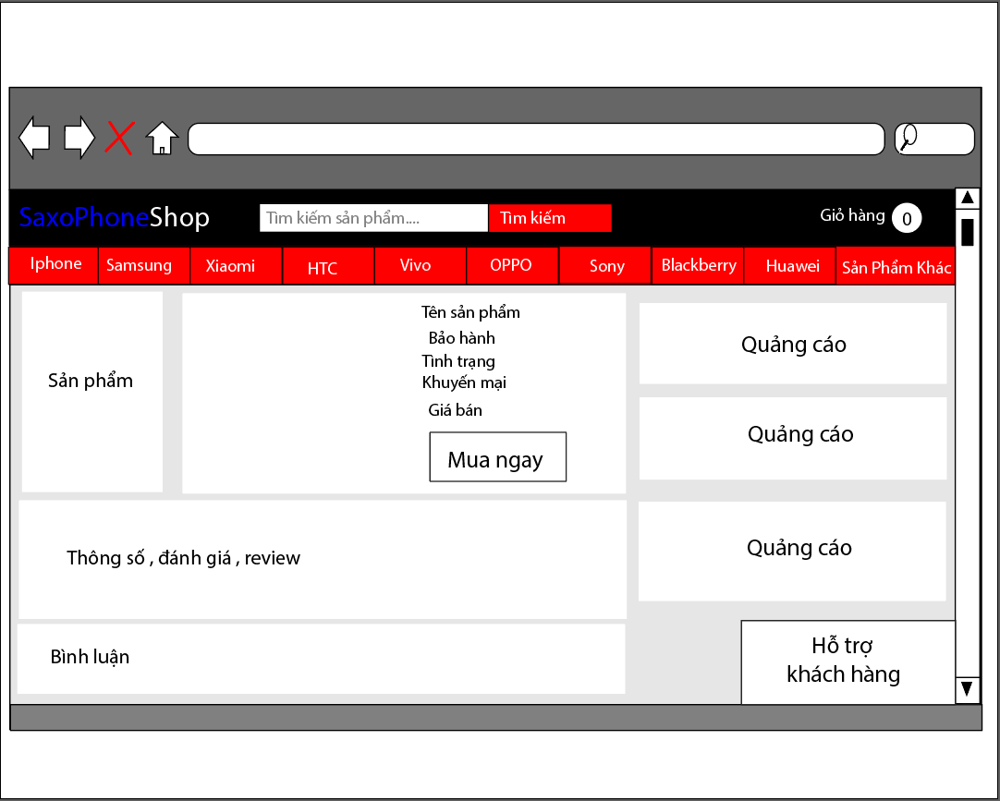 SaxoPhoneShop
Tìm kiếm sản phẩm....
Tìm kiếm
Giỏ hàng
0
Iphone
Samsung
Xiaomi
HTC
Vivo
OPPO
Sony
Blackberry
Huawei
Sản Phẩm Khác
Sản phẩm
Tên sản phẩm
Bảo hành
Tình trạng
Khuyến mại
Giá bán
Mua ngay
Quảng cáo
Quảng cáo
Quảng cáo
Thông số , đánh giá , review
Bình luận
Hỗ trợ
khách hàng